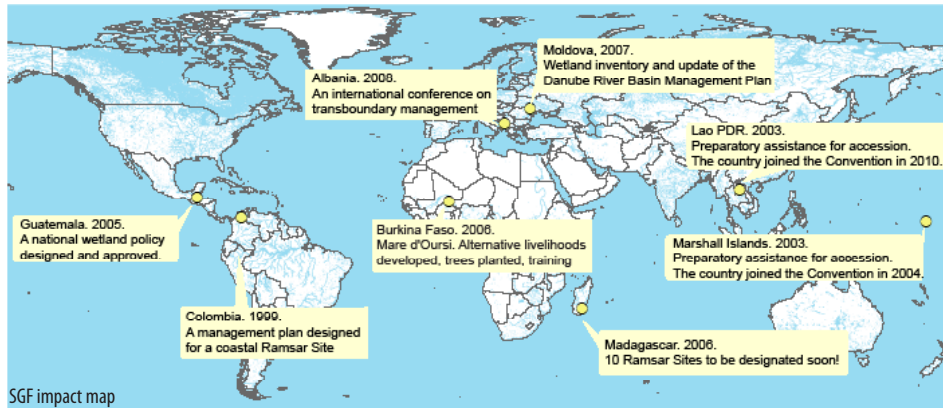 Moldova, 2007.
Wetland inventory and update of the
Danube River Basin Management Plan
Albania. 2008.
An international conference on
transboundary management
Lao PDR. 2003.
Preparatory assistance for accession.
The country joined the Convention in 2010.
Guatemala. 2005.
A national wetland policy
designed and approved.
Burkina Faso. 2006.
Mare d'Oursi. Alternative livelihoods
developed, trees planted, training
Marshall Islands. 2003.
Preparatory assistance for accession.
The country joined the Convention in 2004.
Colombia. 1999.
A management plan designed
for a coastal Ramsar Site
Madagascar. 2006.
10 Ramsar Sites to be designated soon!
SGF impact map